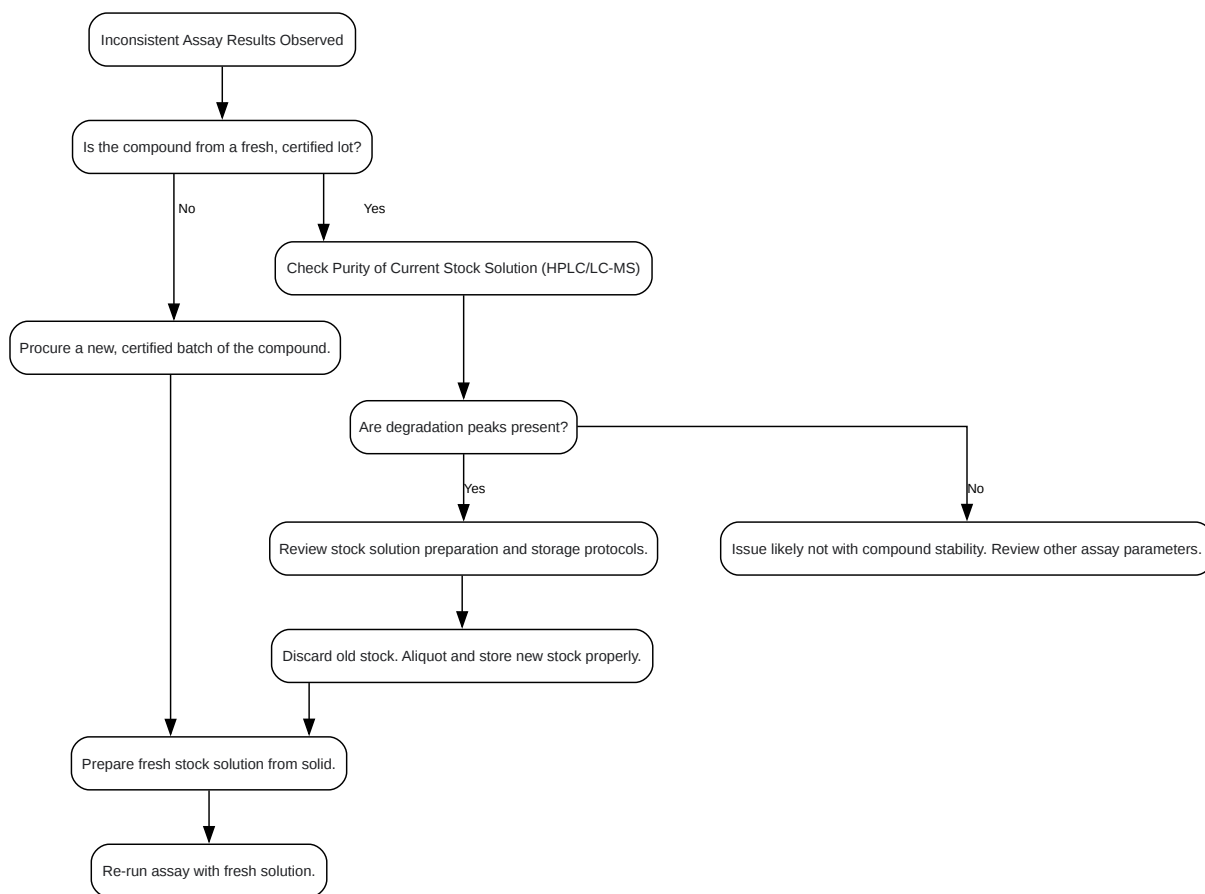 Inconsistent Assay Results Observed
Is the compound from a fresh, certified lot?
No
Yes
Check Purity of Current Stock Solution (HPLC/LC-MS)
Procure a new, certified batch of the compound.
Are degradation peaks present?
Yes
No
Review stock solution preparation and storage protocols.
Issue likely not with compound stability. Review other assay parameters.
Discard old stock. Aliquot and store new stock properly.
Prepare fresh stock solution from solid.
Re-run assay with fresh solution.